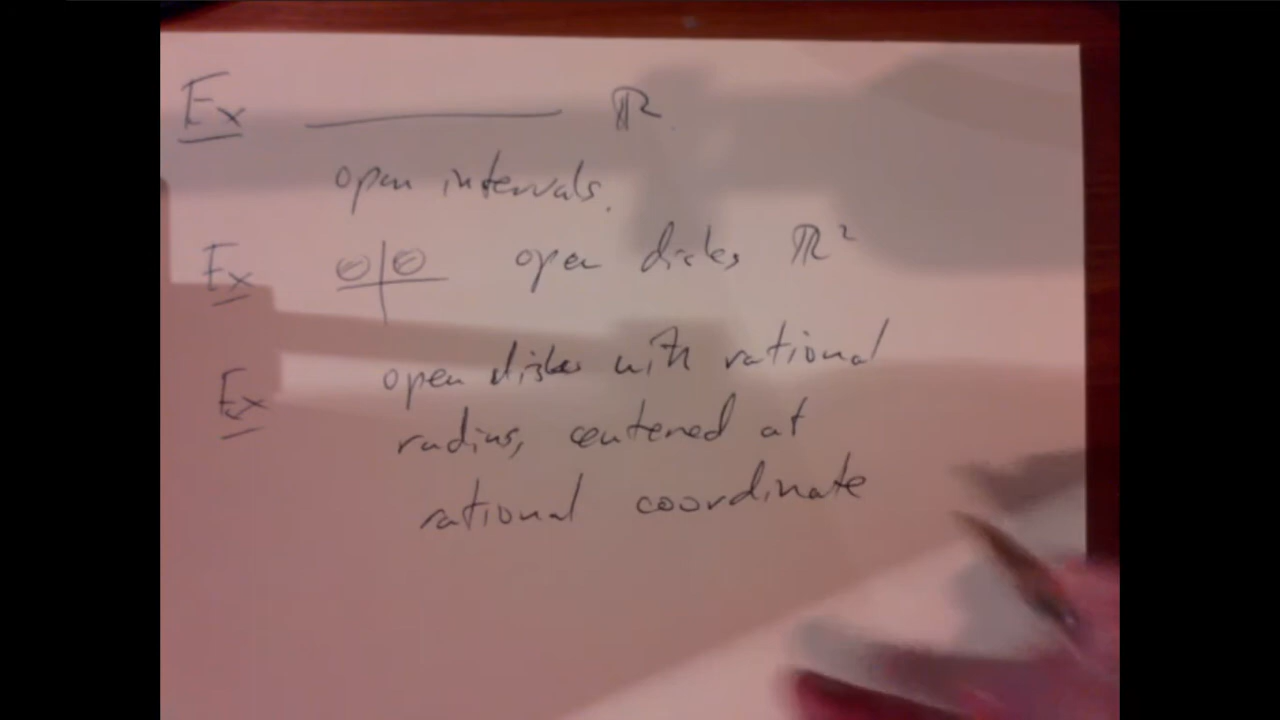 Ex ℝ
open intervals.
Ex open disks ℝ²
Ex open disks with rational
radius, centered at
rational coordinate